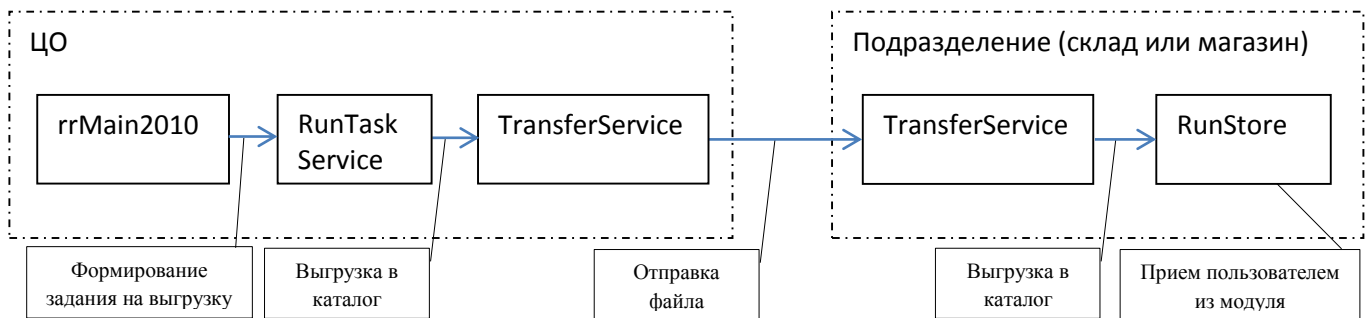 ЦО
Подразделение (склад или магазин)
rrMain2010
RunTask
Service
TransferService
TransferService
RunStore
Формирование
задания на выгрузку
Выгрузка в
каталог
Отправка
файла
Выгрузка в
каталог
Прием пользователем
из модуля